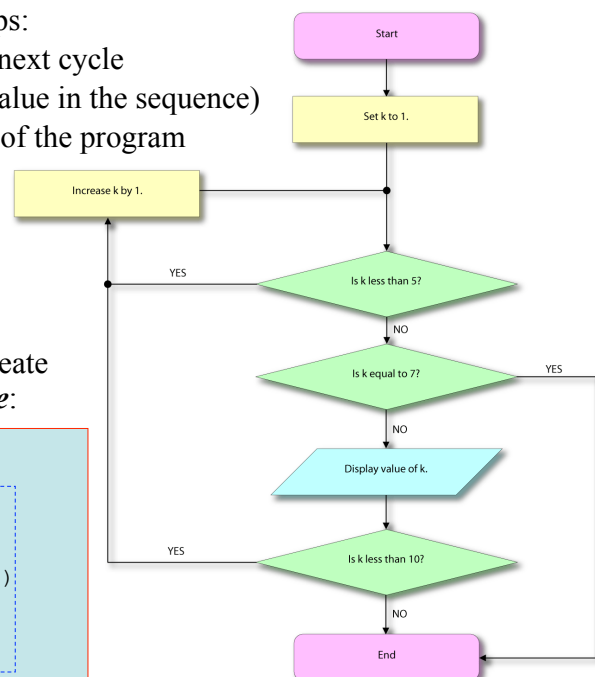 ps:
next cycle
alue in the sequence)
of the program
eate
e:
)
Start
Set k to 1.
Increase k by 1.
Is k less than 5?
YES
NO
Is k equal to 7?
YES
NO
Display value of k.
Is k less than 10?
YES
NO
End